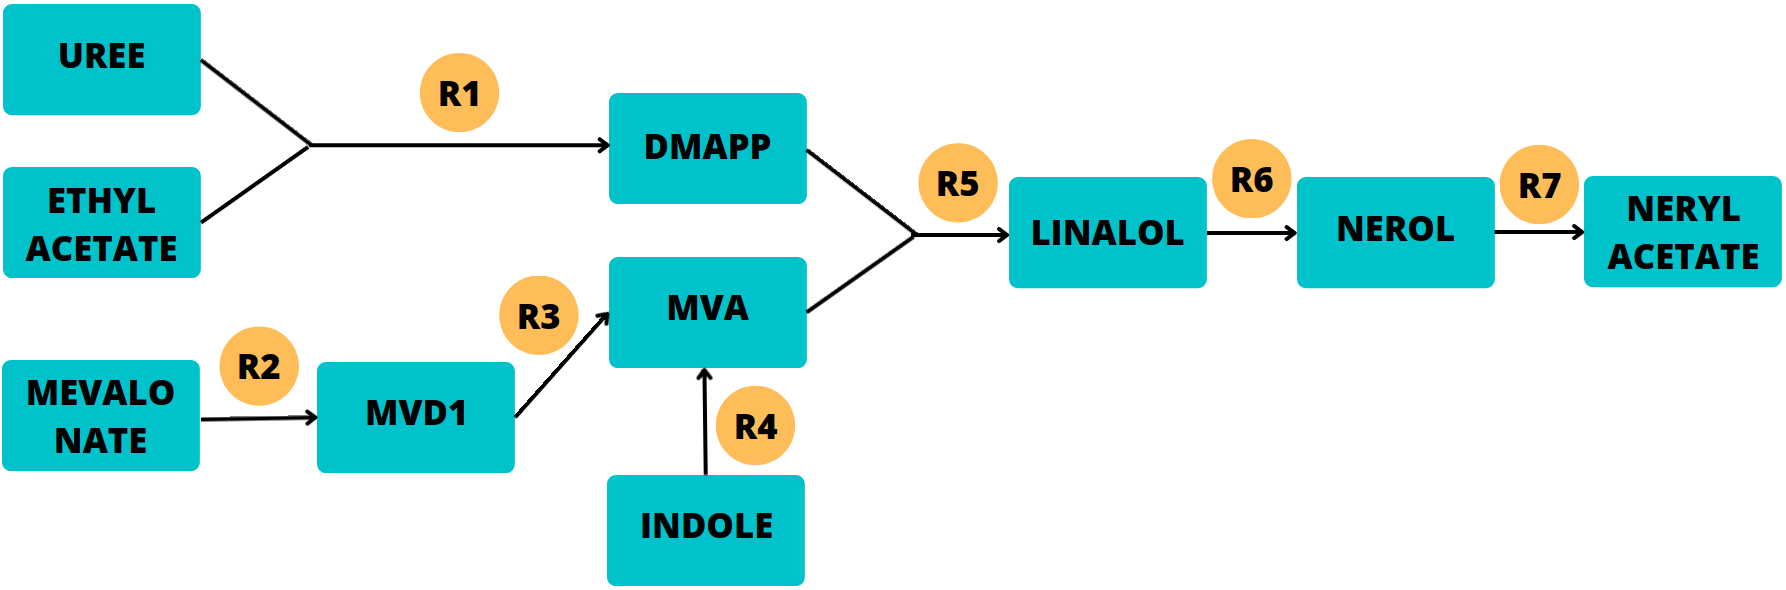 UREE
R1
ETHYL
ACETATE
DMAPP
R5
LINALOL
R6
NEROL
R7
NERYL
ACETATE
MEVALO
NATE
R2
MVD1
R3
MVA
R4
INDOLE